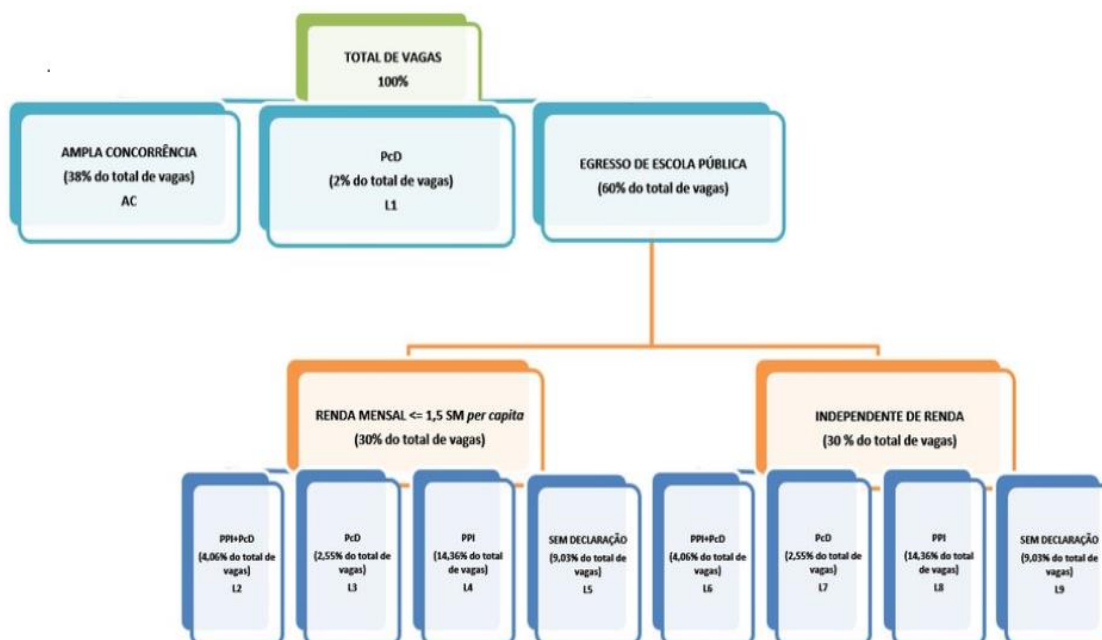 TOTAL DE VAGAS
100%
AMPLA CONCORRÊNCIA
(38% do total de vagas)
AC
PcD
(2% do total de vagas)
L1
EGRESSO DE ESCOLA PÚBLICA
(60% do total de vagas)
RENDA MENSAL <= 1,5 SM per capita
(30% do total de vagas)
INDEPENDENTE DE RENDA
(30 % do total de vagas)
PPI+PcD
(4,06% do total de
vagas)
L2
PcD
(2,55% do total de
vagas)
L3
PPI
(14,36% do total
de vagas)
L4
SEM DECLARAÇÃO
(9,03% do total de
vagas)
L5
PPI+PcD
(4,06% do total de
vagas)
L6
PcD
(2,55% do total de
vagas)
L7
PPI
(14,36% do total
de vagas)
L8
SEM DECLARAÇÃO
(9,03% do total de
vagas)
L9